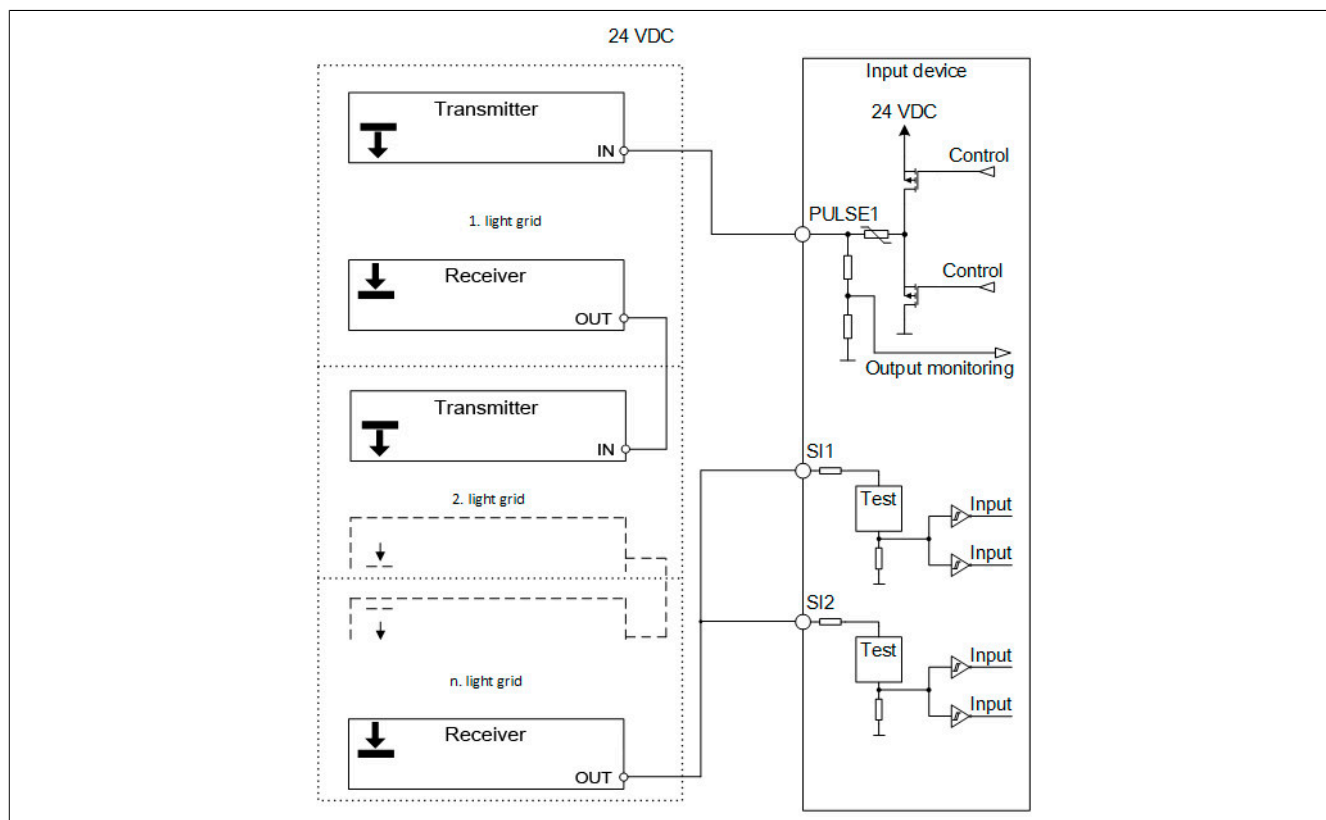 24 VDC
Input device
Transmitter
IN
24 VDC
Control
1. light grid
PULSE1
Receiver
OUT
Control
Output monitoring
Transmitter
IN
2. light grid
SI1
Test
Input
Input
SI2
Test
Input
Input
n. light grid
Receiver
OUT